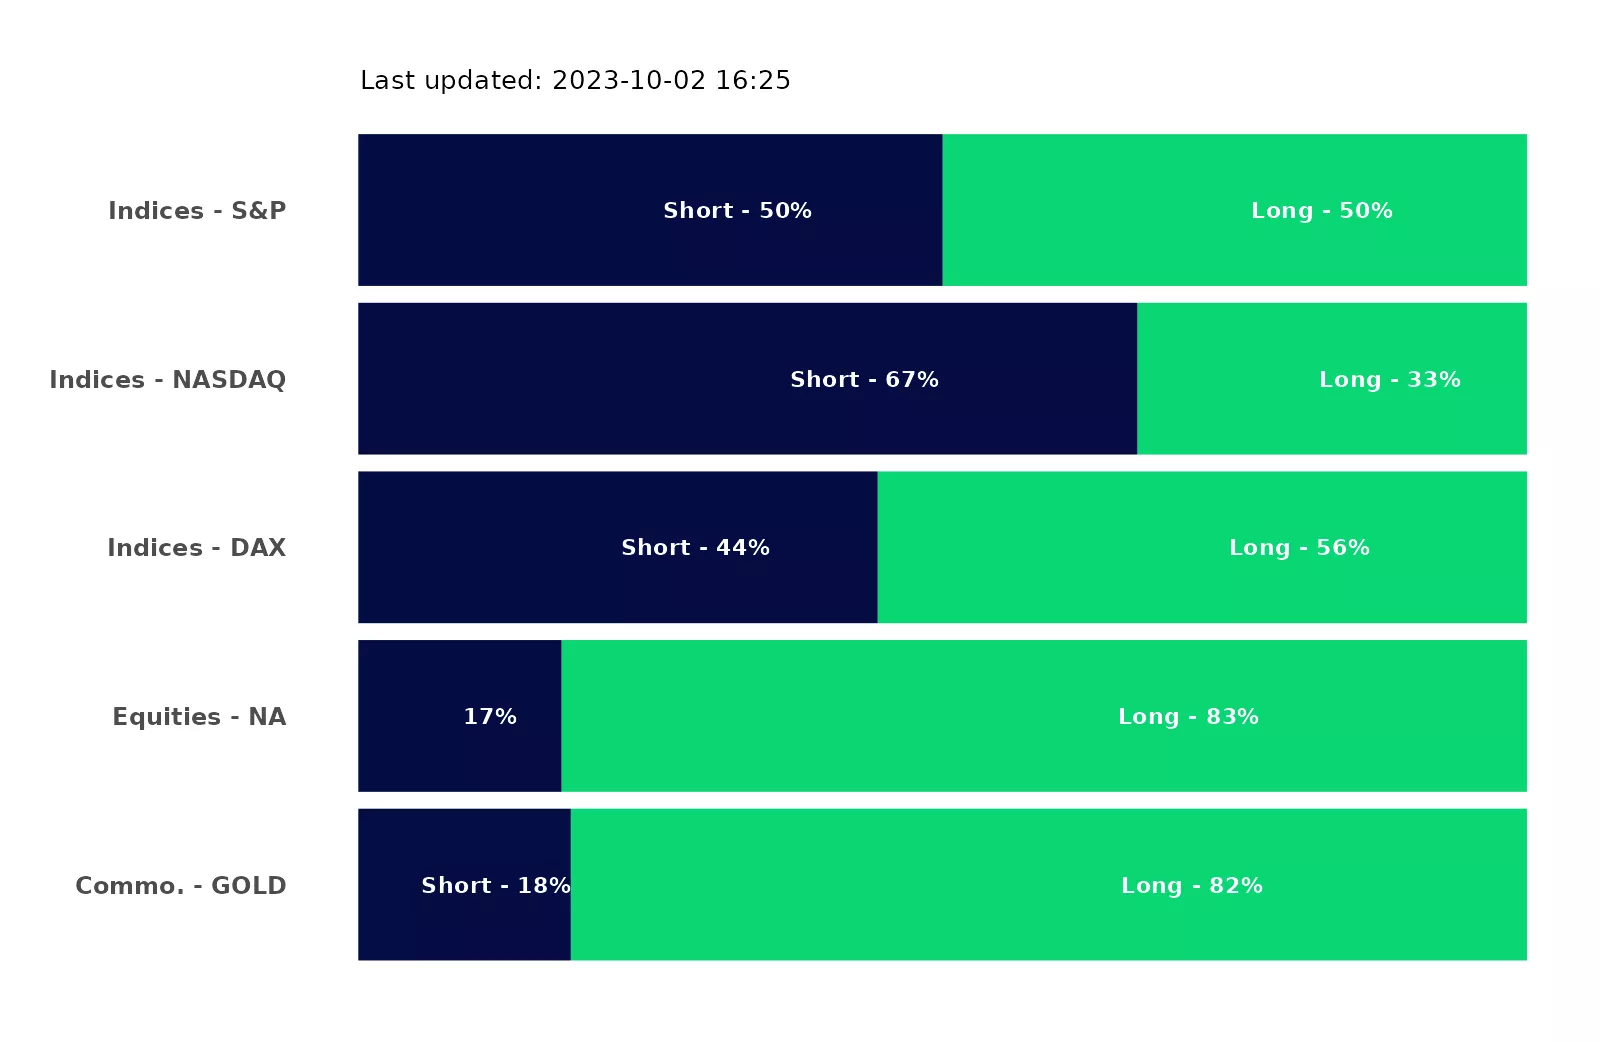 Last updated: 2023-10-02 16:25
Indices - S&P Short - 50% Long - 50%
Indices - NASDAQ Short - 67% Long - 33%
Indices - DAX Short - 44% Long - 56%
Equities - NA 17% Long - 83%
Commo. - GOLD Short - 18% Long - 82%